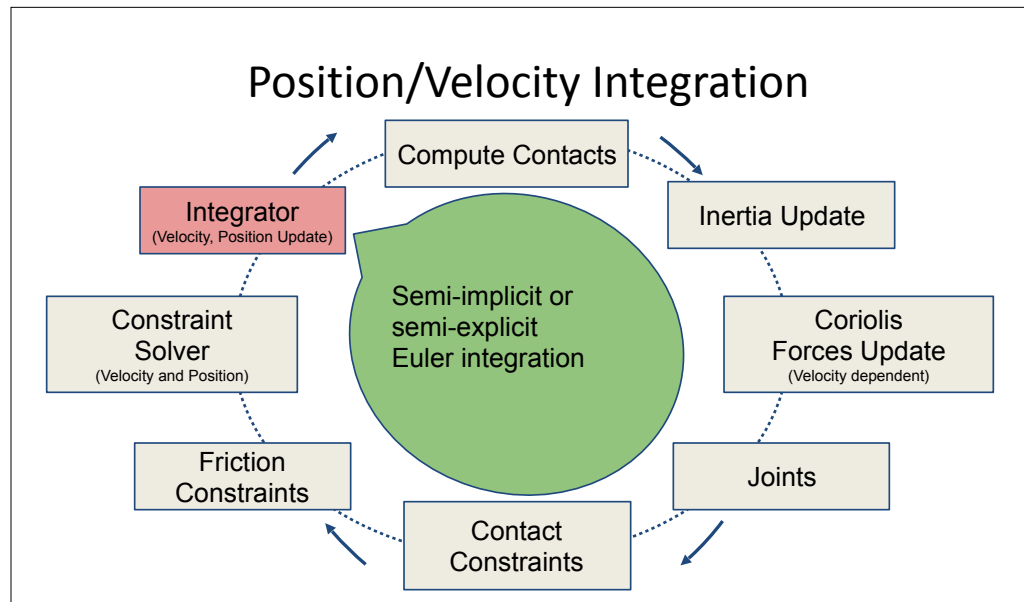 Position/Velocity Integration
Compute Contacts
Integrator
(Velocity, Position Update)
Inertia Update
Semi-implicit or
semi-explicit
Euler integration
Constraint
Solver
(Velocity and Position)
Coriolis
Forces Update
(Velocity dependent)
Friction
Constraints
Joints
Contact
Constraints